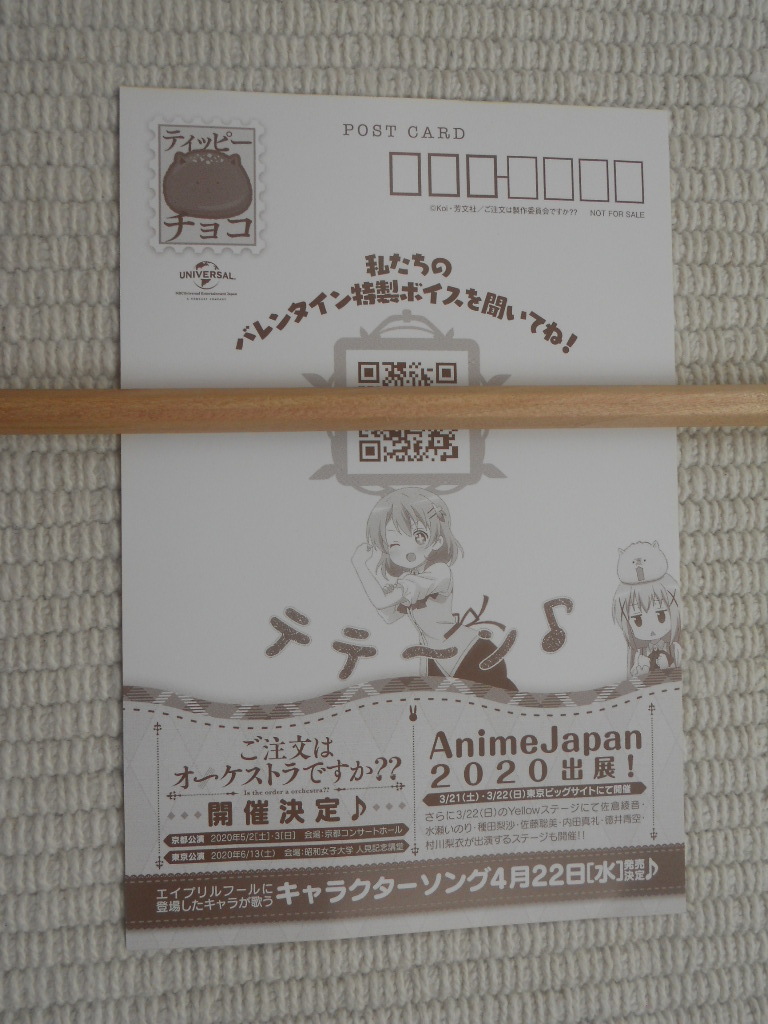 POST CARD
ティッピー
チョコ
©Koi・芳文社／ご注文は製作委員会ですか?? NOT FOR SALE
UNIVERSAL
私たちの
バレンタイン特製ボイスを聞いてね!
テテーン♪
ご注文は
オーケストラですか??
Is the order a orchestra??
開催決定♪
京都公演 2020年5/2[土]・3[日] 会場:京都コンサートホール
東京公演 2020年6/13(土) 会場:昭和女子大学 人見記念講堂
AnimeJapan
2020出展!
3/21(土)・3/22(日)東京ビッグサイトにて開催
さらに3/22(日)のYellowステージにて佐倉綾音・
水瀬いのり・種田梨沙・佐藤聡美・内田真礼・徳井青空・
村川梨衣が出演するステージも開催!!
エイプリルフールに
登場したキャラが歌う
キャラクターソング4月22日[水]発売決定♪